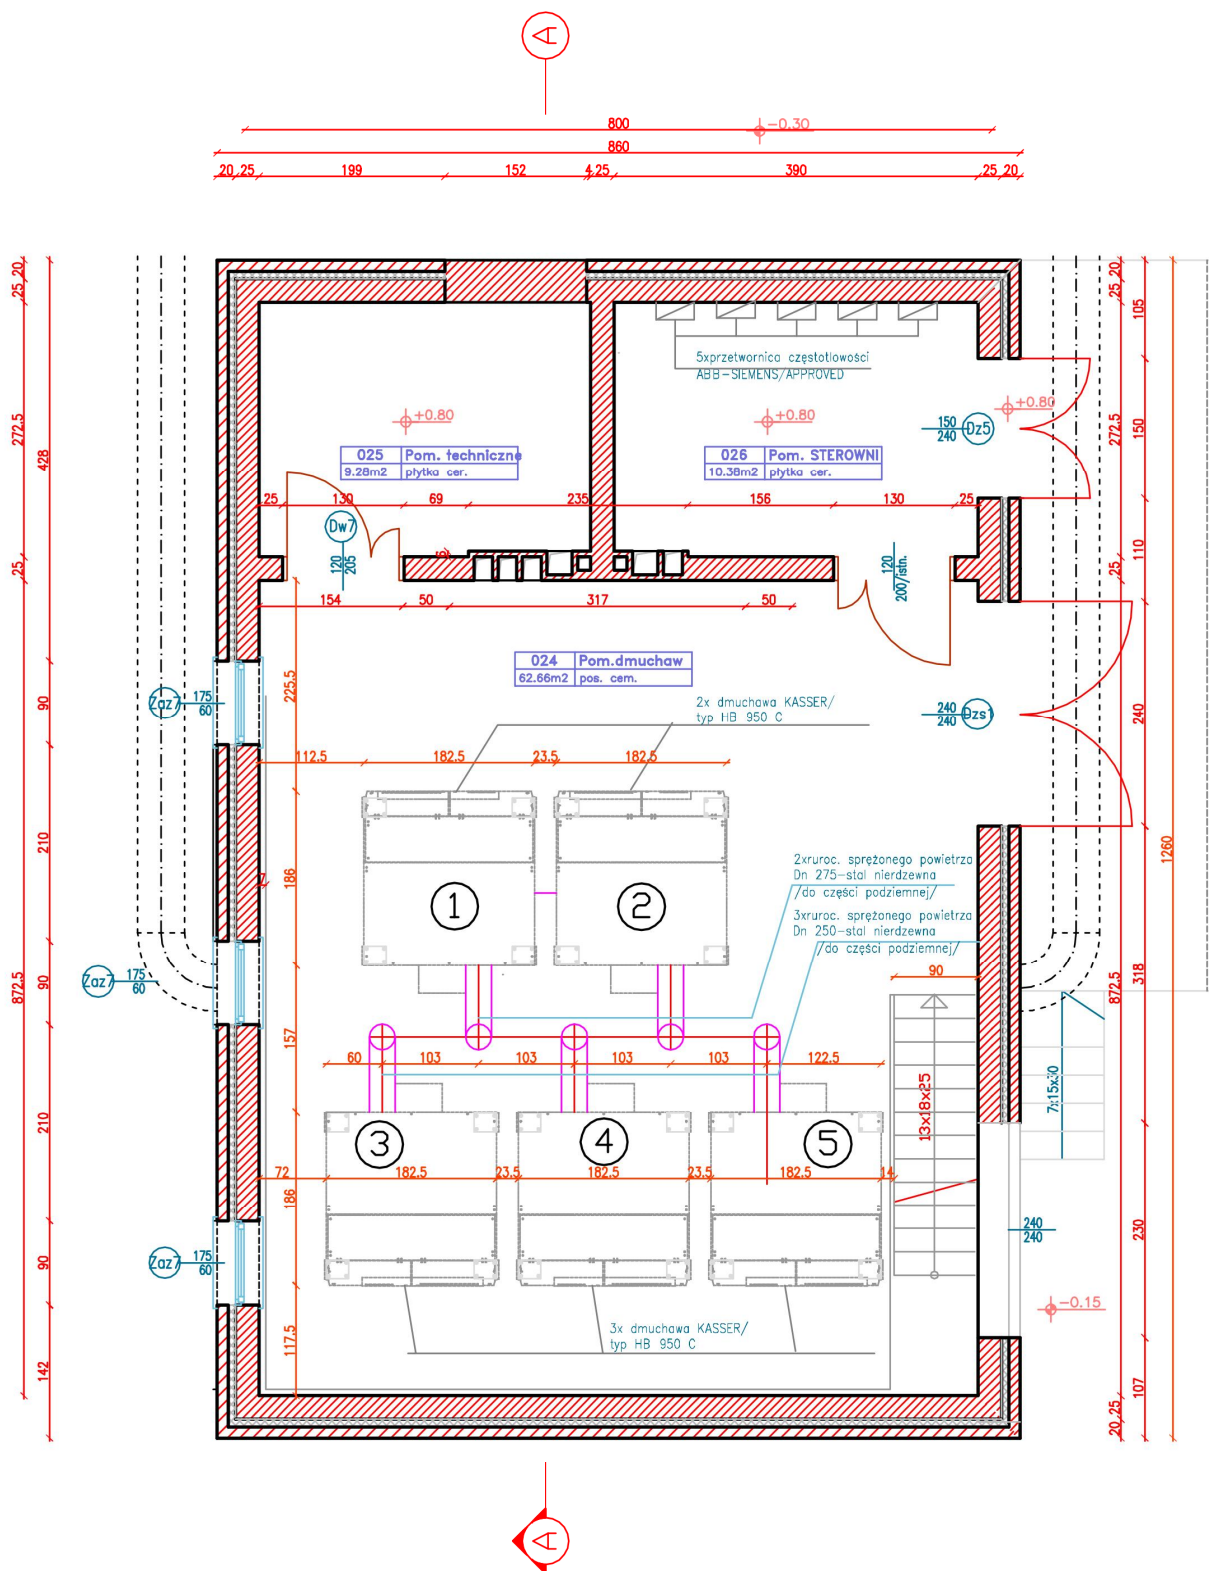 A
800
-0.30
860
20 25 199 152 4 25 390 25 20
20
25
272.5
428
25
90
210
872.5
90
210
90
142
20
25
105
272.5
150
110
25
240
1260
872.5
318
230
107
25
20
5xprzetwornica częstotlowości
ABB-SIEMENS/APPROVED
+0.80
+0.80
+0.80
150
240
Dz5
025 Pom. techniczne
9.28m2 płytka cer.
026 Pom. STEROWNI
10.38m2 płytka cer.
25 130 69 235 156 130 25
Dw7
120
205
6
120
200/istn.
154 50 317 50
024 Pom.dmuchaw
62.66m2 pos. cem.
225.5
Zaz7 175
60
2x dmuchawa KASSER/
typ HB 950 C
240
240
Dzs1
112.5 182.5 23.5 182.5
186
7
1
2
2xruroc. sprężonego powietrza
Dn 275-stal nierdzewna
/do części podziemnej/
3xruroc. sprężonego powietrza
Dn 250-stal nierdzewna
/do części podziemnej/
Zaz7 175
60
90
157
60 103 103 103 103 122.5
13x18x25
7x15x30
3
4
5
72 182.5 23.5 182.5 23.5 182.5 14
186
Zaz7 175
60
240
240
-0.15
117.5
3x dmuchawa KASSER/
typ HB 950 C
A